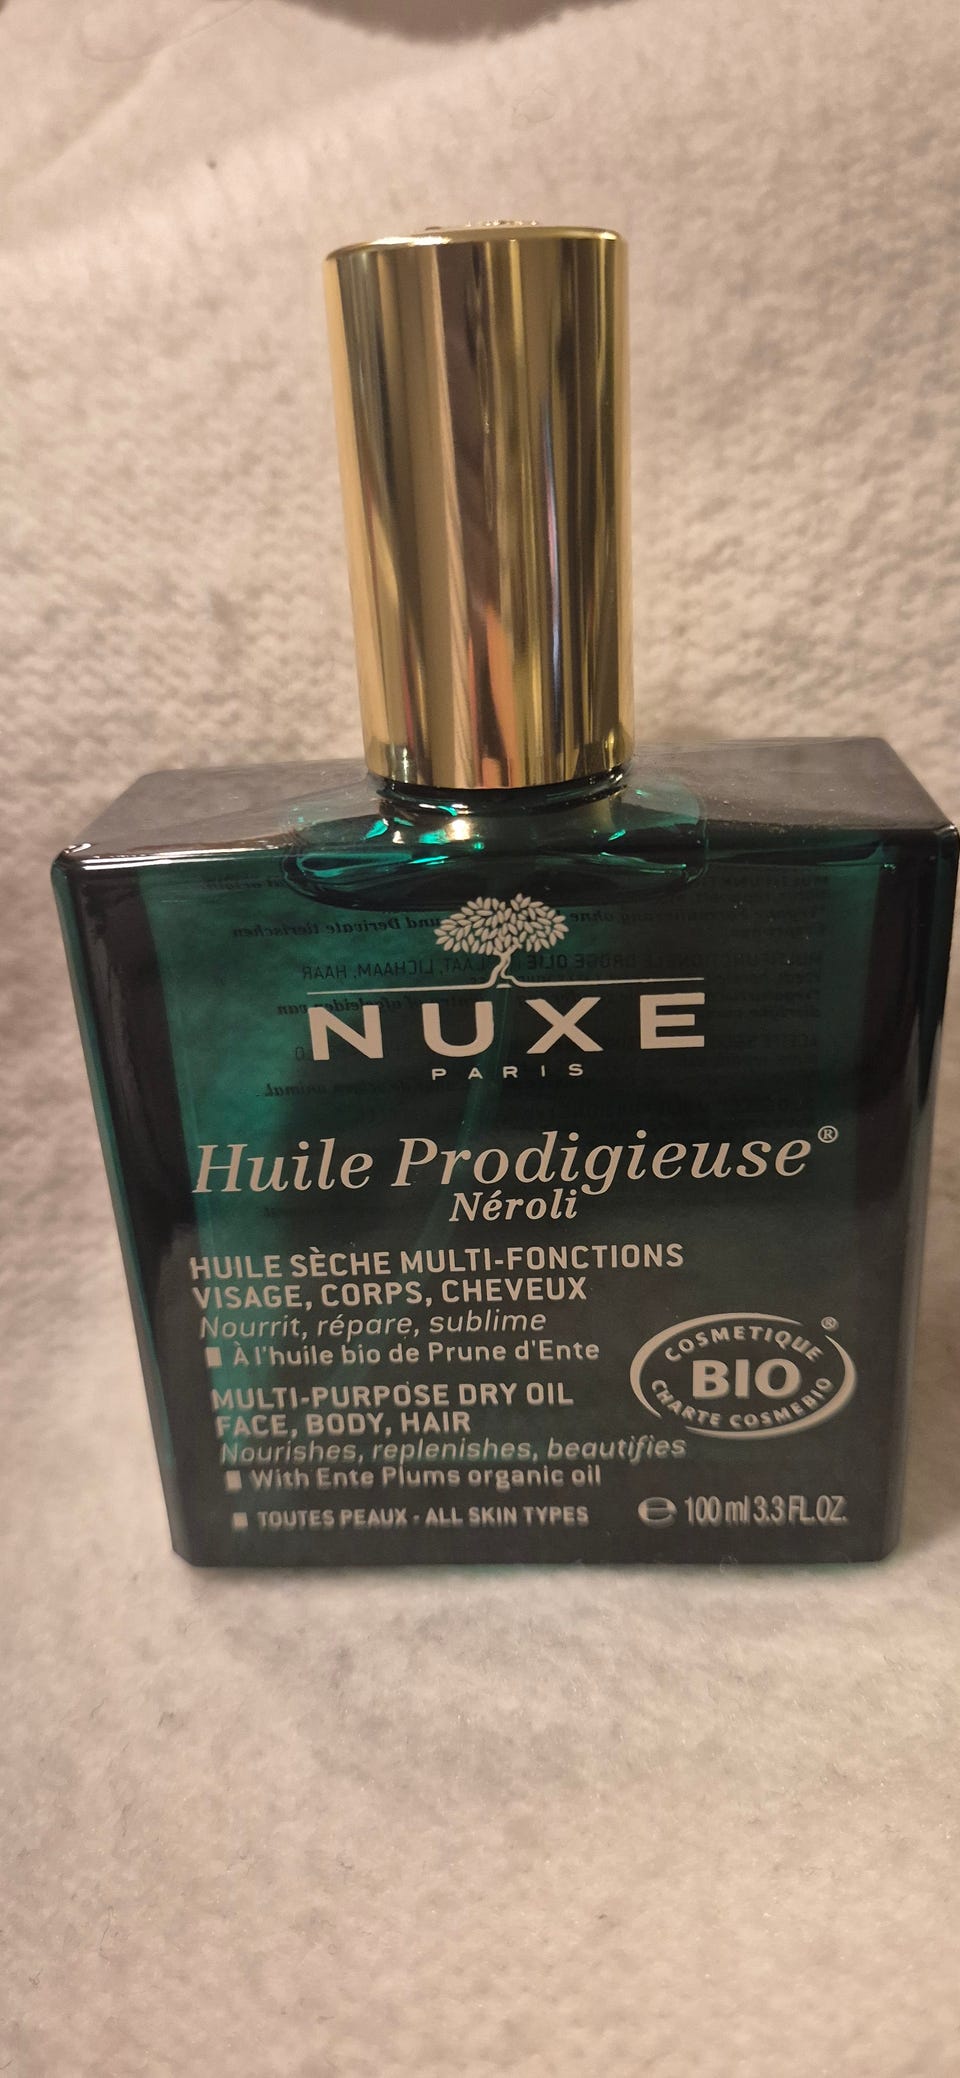 NUXE
PARIS
Huile Prodigieuse®
Néroli
HUILE SÈCHE MULTI-FONCTIONS
VISAGE, CORPS, CHEVEUX
Nourrit, répare, sublime
À l'huile bio de Prune d'Ente
MULTI-PURPOSE DRY OIL
FACE, BODY, HAIR
Nourishes, replenishes, beautifies
With Ente Plums organic oil
TOUTES PEAUX - ALL SKIN TYPES
COSMETIQUE ®
BIO
CHARTE COSMEBIO
℮ 100 ml 3.3 FL.OZ.